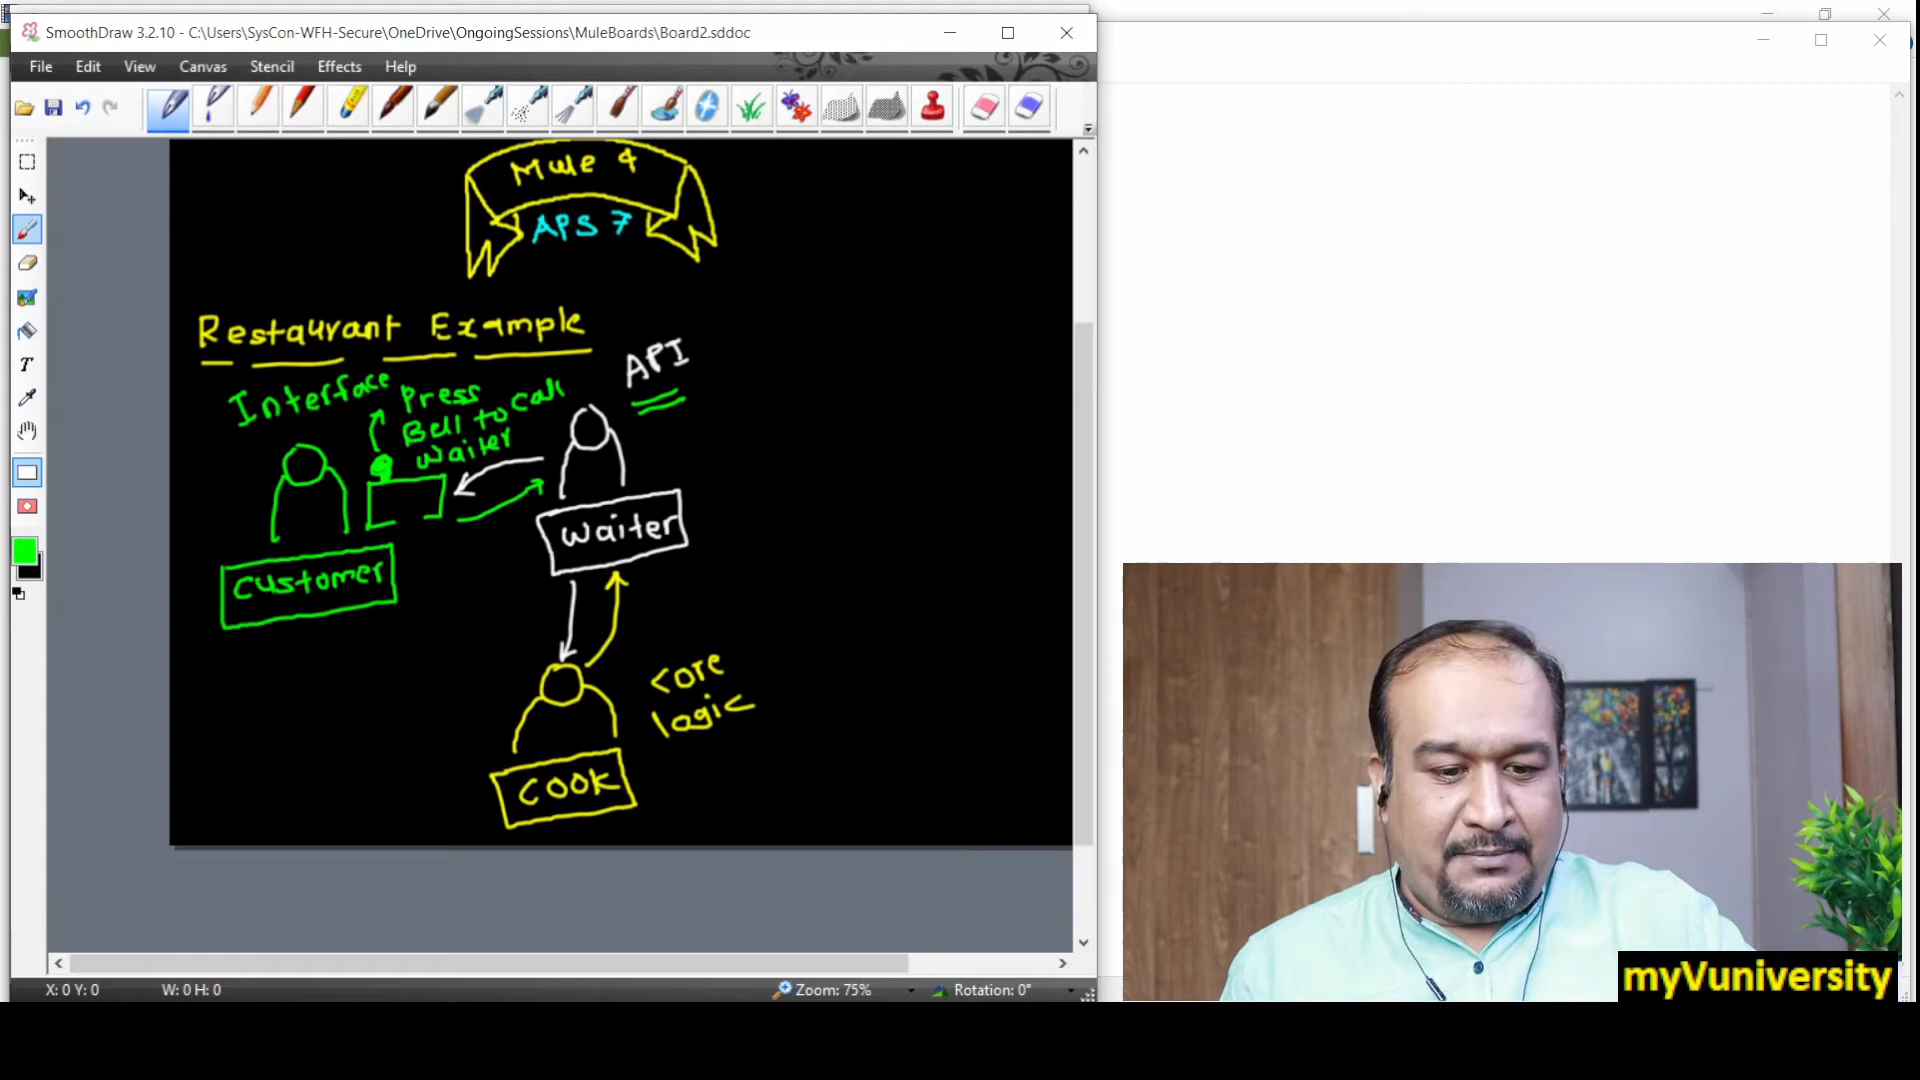 SmoothDraw 3.2.10 - C:\Users\SysCon-WFH-Secure\OneDrive\OngoingSessions\MuleBoards\Board2.sddoc
File Edit View Canvas Stencil Effects Help
Mule 4
APS 7
Restaurant Example
API
Interface
Press
Bell to call
Waiter
Waiter
Customer
Core
logic
COOK
X: 0 Y: 0 W: 0 H: 0 Zoom: 75% Rotation: 0°
myVuniversity